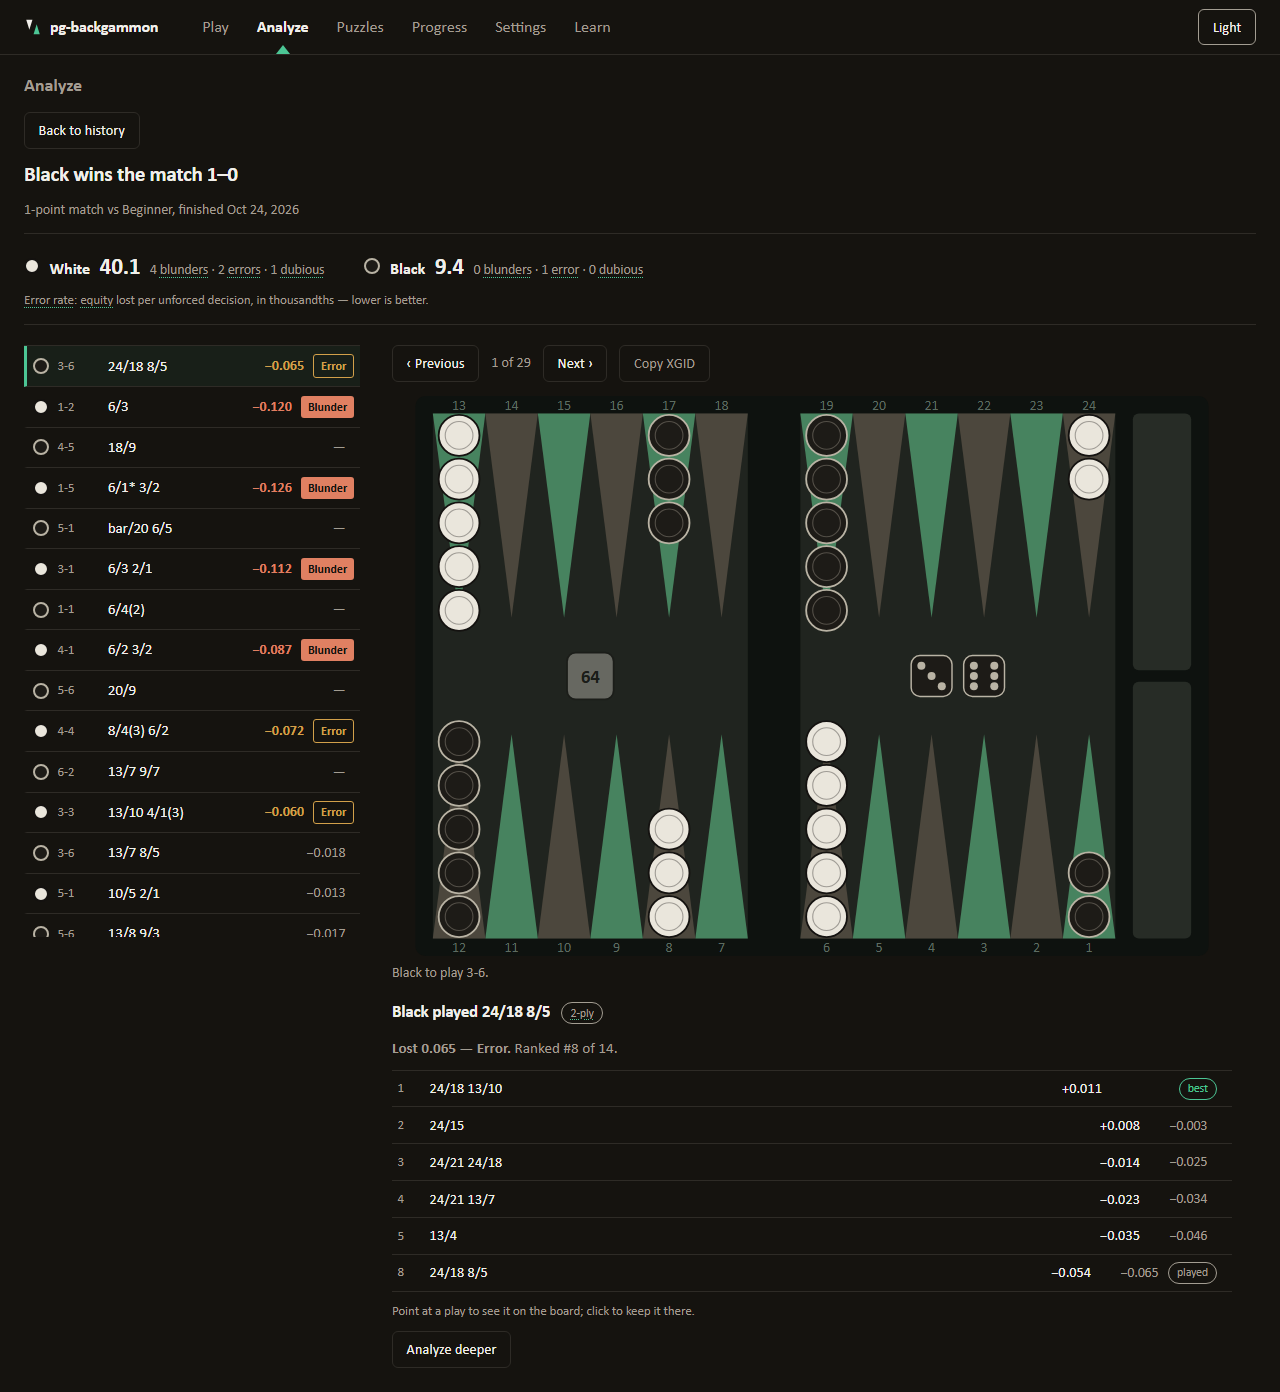 pg-backgammon Play Analyze Puzzles Progress Settings Learn Light
Analyze
Back to history
Black wins the match 1–0
1-point match vs Beginner, finished Oct 24, 2026
White 40.1 4 blunders · 2 errors · 1 dubious Black 9.4 0 blunders · 1 error · 0 dubious
Error rate: equity lost per unforced decision, in thousandths — lower is better.
3-6 24/18 8/5 −0.065 Error
1-2 6/3 −0.120 Blunder
4-5 18/9 —
1-5 6/1* 3/2 −0.126 Blunder
5-1 bar/20 6/5 —
3-1 6/3 2/1 −0.112 Blunder
1-1 6/4(2) —
4-1 6/2 3/2 −0.087 Blunder
5-6 20/9 —
4-4 8/4(3) 6/2 −0.072 Error
6-2 13/7 9/7 —
3-3 13/10 4/1(3) −0.060 Error
3-6 13/7 8/5 −0.018
5-1 10/5 2/1 −0.013
5-6 13/8 9/3 −0.017
‹ Previous 1 of 29 Next › Copy XGID
13 14 15 16 17 18 19 20 21 22 23 24
64
12 11 10 9 8 7 6 5 4 3 2 1
Black to play 3-6.
Black played 24/18 8/5 2-ply
Lost 0.065 — Error. Ranked #8 of 14.
1 24/18 13/10 +0.011 best
2 24/15 +0.008 −0.003
3 24/21 24/18 −0.014 −0.025
4 24/21 13/7 −0.023 −0.034
5 13/4 −0.035 −0.046
8 24/18 8/5 −0.054 −0.065 played
Point at a play to see it on the board; click to keep it there.
Analyze deeper